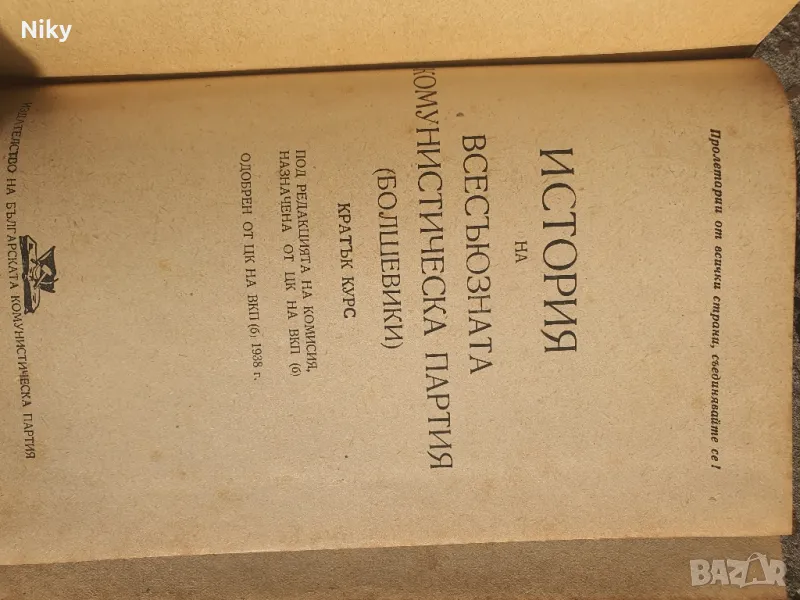 Niky
Пролетарии от всички страни, съединявайте се!
ИСТОРИЯ
НА
ВСЕСЪЮЗНАТА
КОМУНИСТИЧЕСКА ПАРТИЯ
(БОЛШЕВИКИ)
КРАТЪК КУРС
ПОД РЕДАКЦИЯТА НА КОМИСИЯ,
НАЗНАЧЕНА ОТ ЦК НА ВКП (б)
ОДОБРЕН ОТ ЦК НА ВКП (б) 1938 г.
ИЗДАТЕЛСТВО НА БЪЛГАРСКАТА КОМУНИСТИЧЕСКА ПАРТИЯ
BAZAR